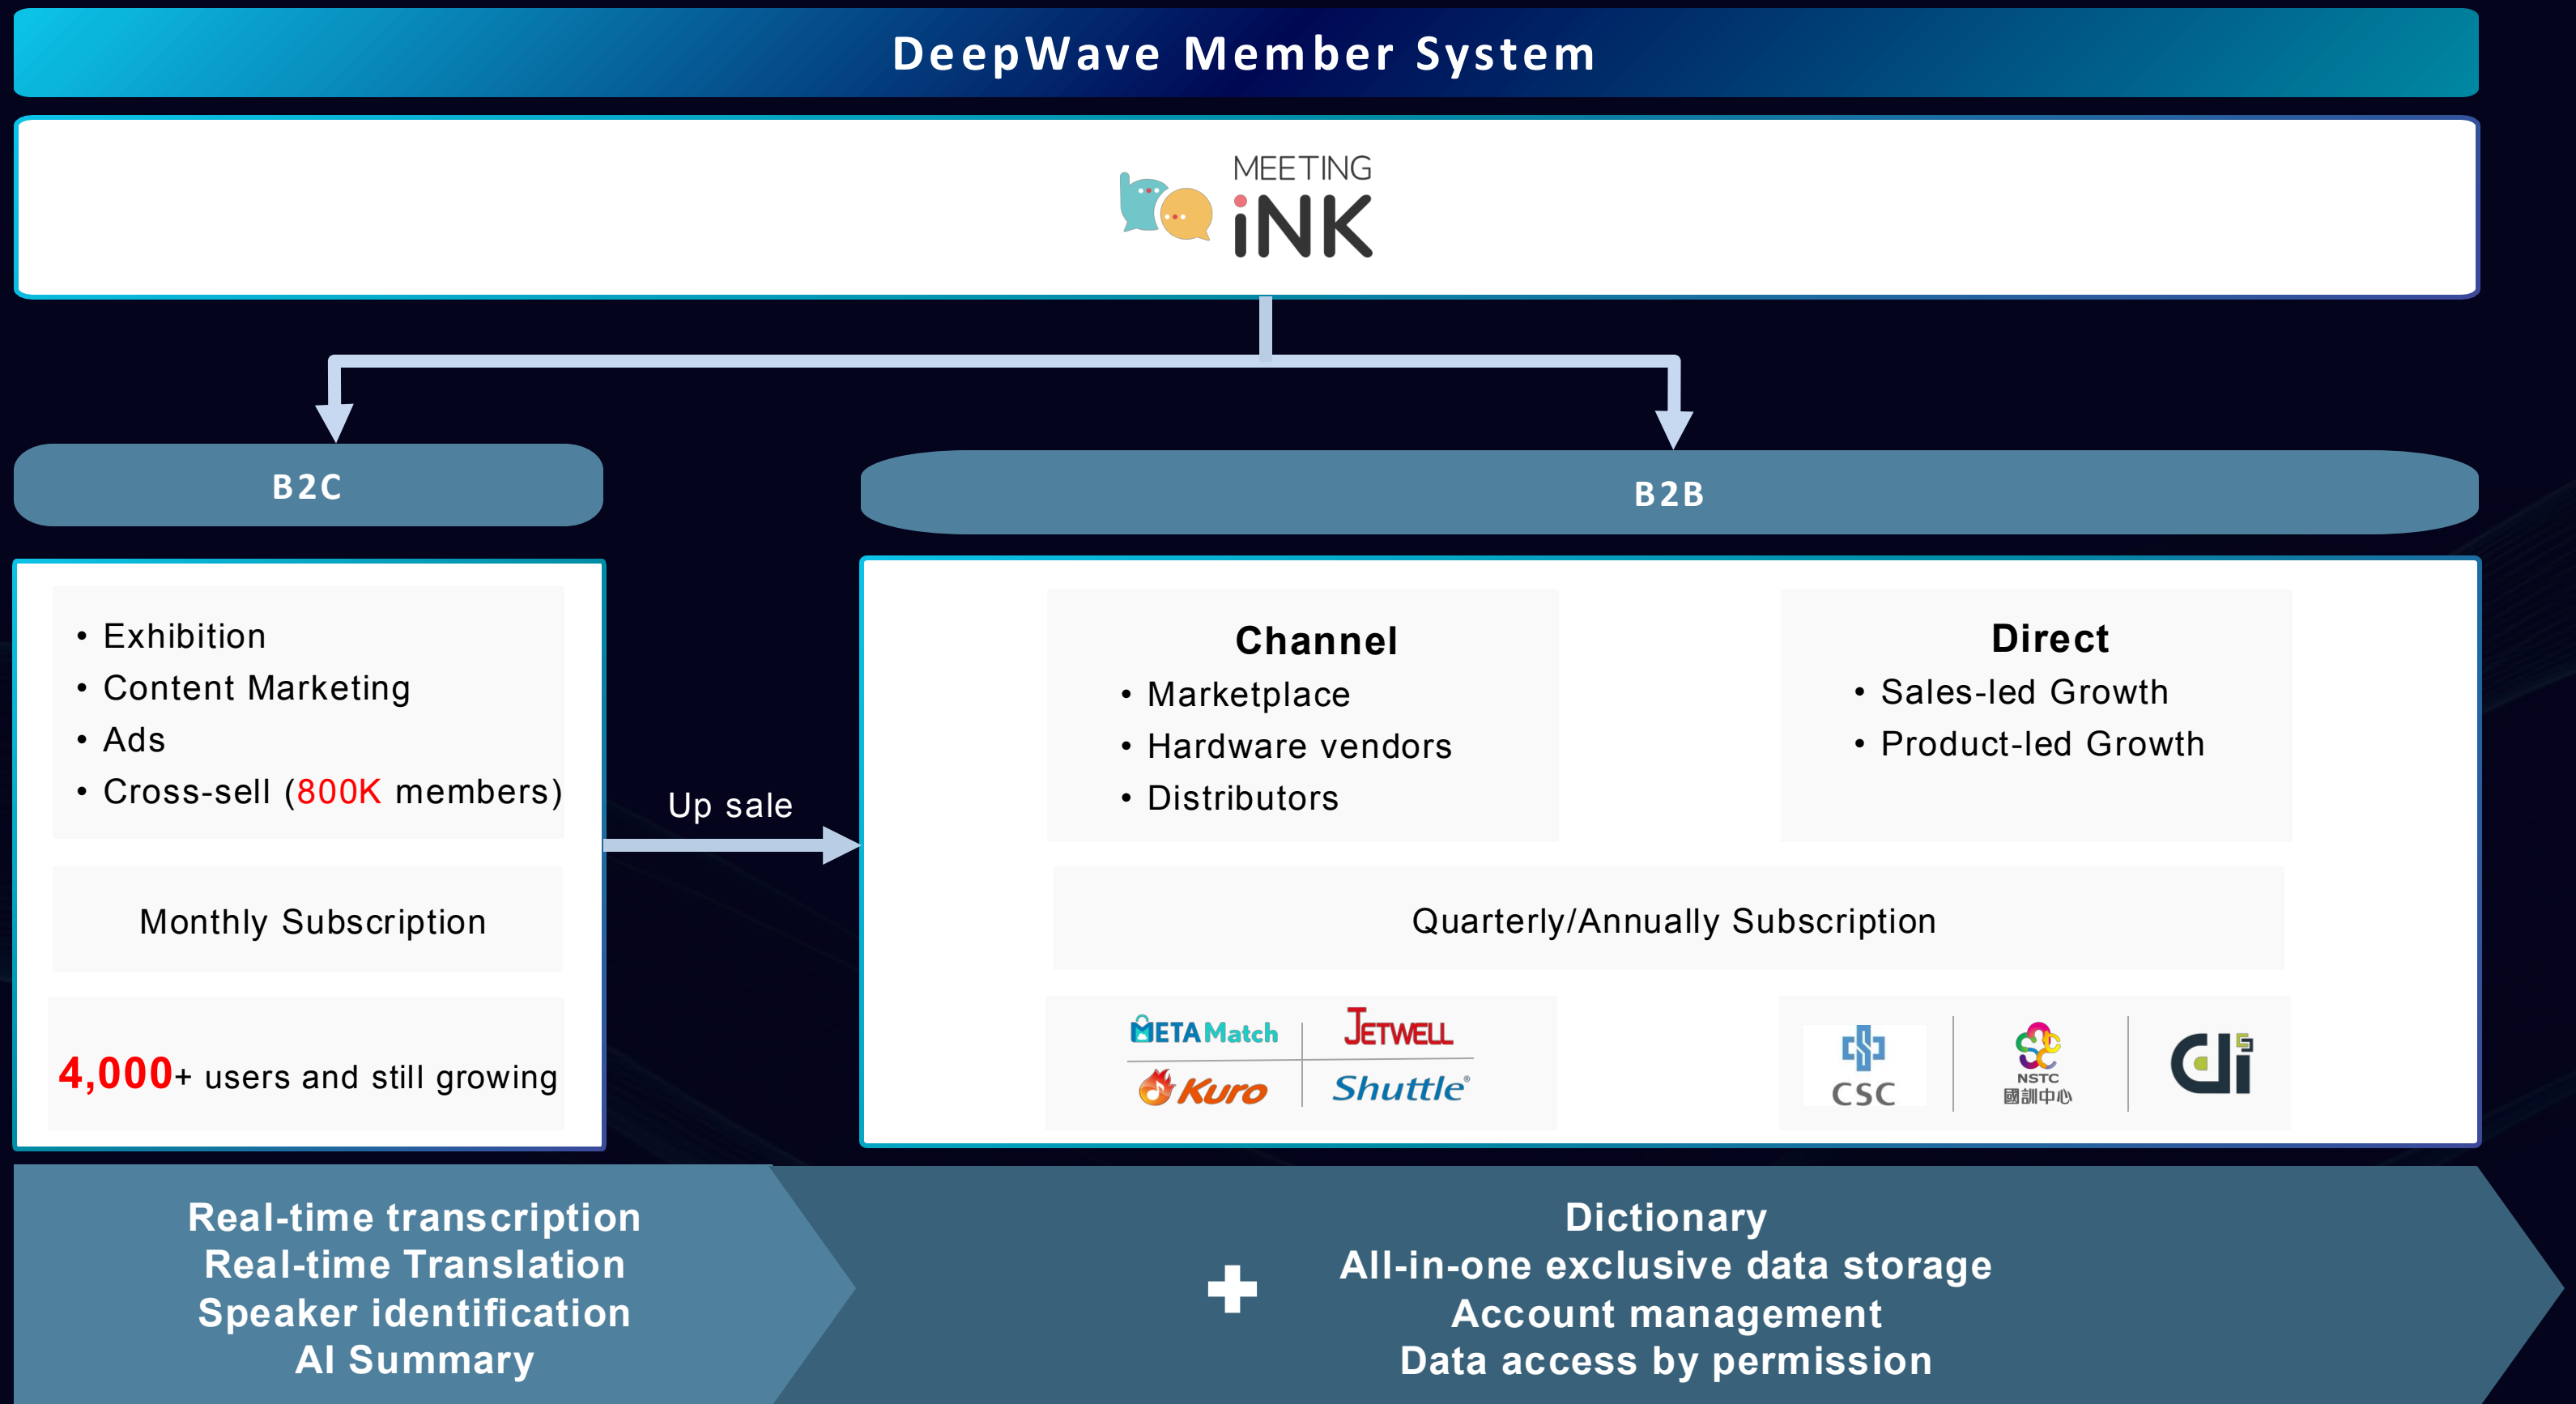 DeepWave Member System
MEETING
iNK
B2C
B2B
• Exhibition
• Content Marketing
• Ads
• Cross-sell (800K members)
Monthly Subscription
4,000+ users and still growing
Up sale
Channel
• Marketplace
• Hardware vendors
• Distributors
Direct
• Sales-led Growth
• Product-led Growth
Quarterly/Annually Subscription
METAMatch
JETWELL
Kuro
Shuttle®
CSC
NSTC
國訓中心
Real-time transcription
Real-time Translation
Speaker identification
AI Summary
Dictionary
All-in-one exclusive data storage
Account management
Data access by permission